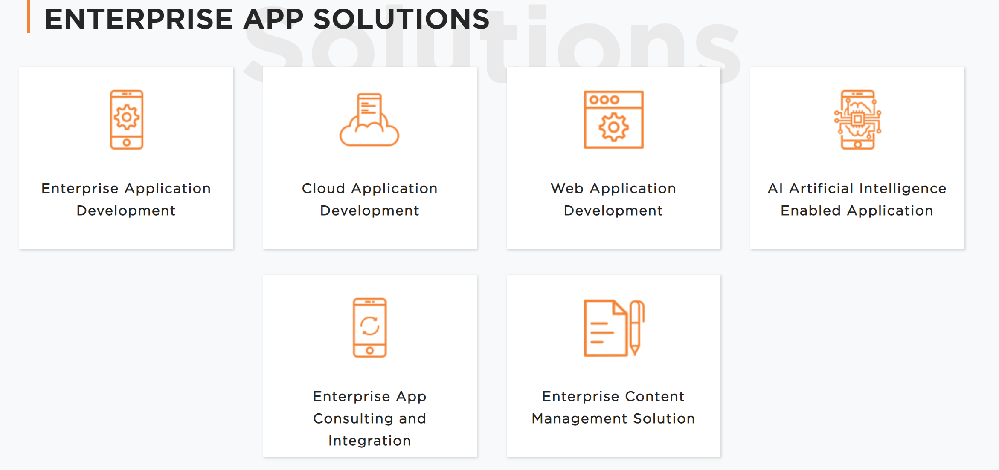 ENTERPRISE APP SOLUTIONS
Solutions
Enterprise Application
Development
Cloud Application
Development
Web Application
Development
AI Artificial Intelligence
Enabled Application
Enterprise App
Consulting and
Integration
Enterprise Content
Management Solution